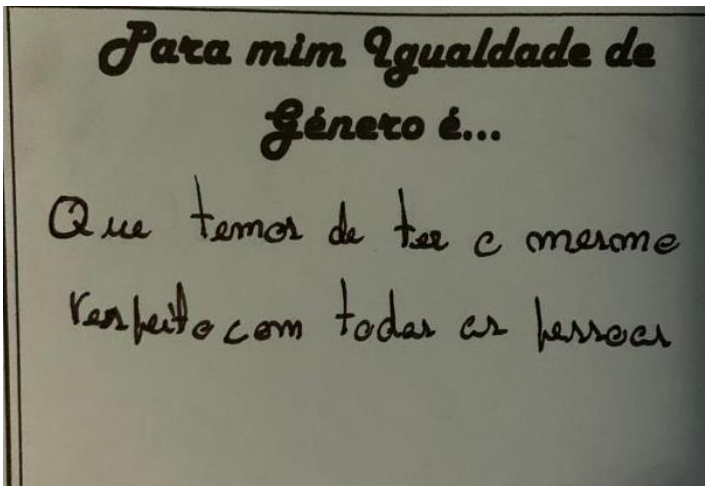 Para mim Igualdade de
Género é...
Que temos de ter o mesmo
respeito com todas as pessoas